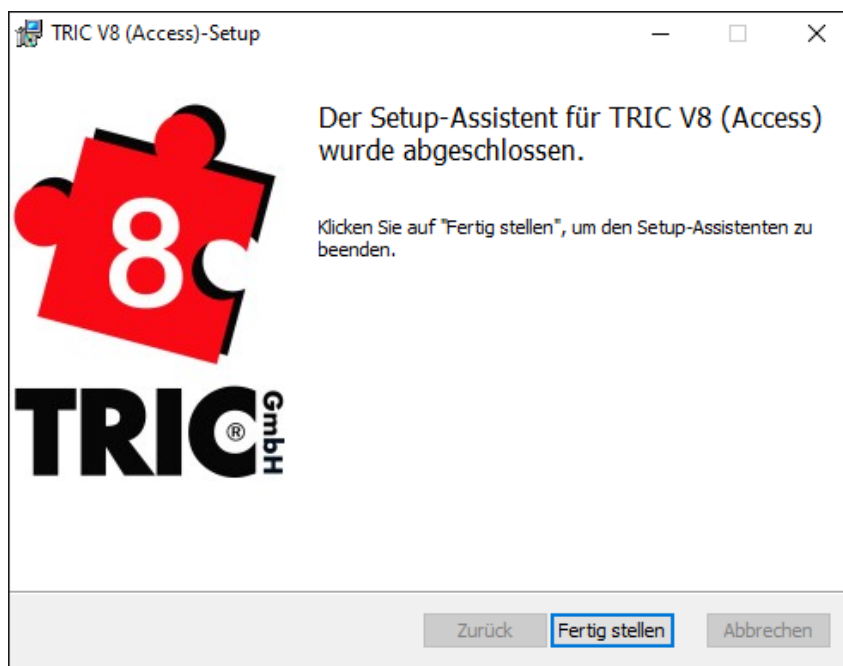 TRIC V8 (Access)-Setup
Der Setup-Assistent für TRIC V8 (Access)
wurde abgeschlossen.
Klicken Sie auf "Fertig stellen", um den Setup-Assistenten zu
beenden.
8
TRIC® GmbH
Zurück Fertig stellen Abbrechen